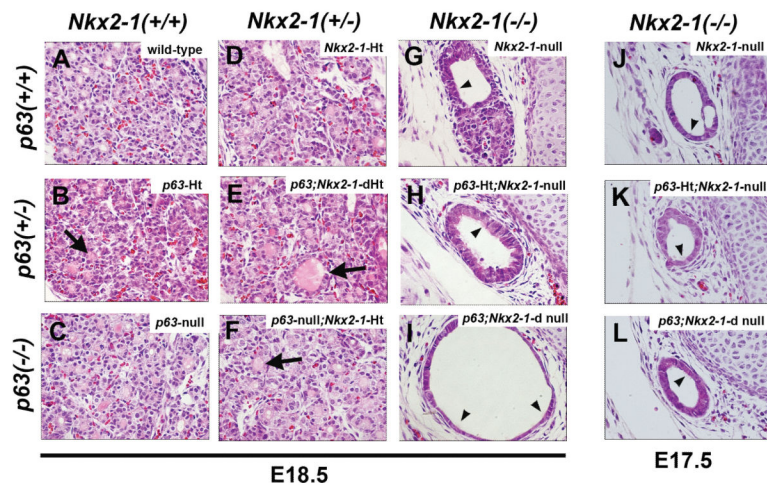 Nkx2-1(+/+) Nkx2-1(+/-) Nkx2-1(-/-) Nkx2-1(-/-)
p63(+/+)
A wild-type D Nkx2-1-Ht G Nkx2-1-null J Nkx2-1-null
p63(+/-)
B p63-Ht E p63;Nkx2-1-dHt H p63-Ht;Nkx2-1-null K p63-Ht;Nkx2-1-null
p63(-/-)
C p63-null F p63-null;Nkx2-1-Ht I p63;Nkx2-1-d null L p63;Nkx2-1-d null
E18.5 E17.5